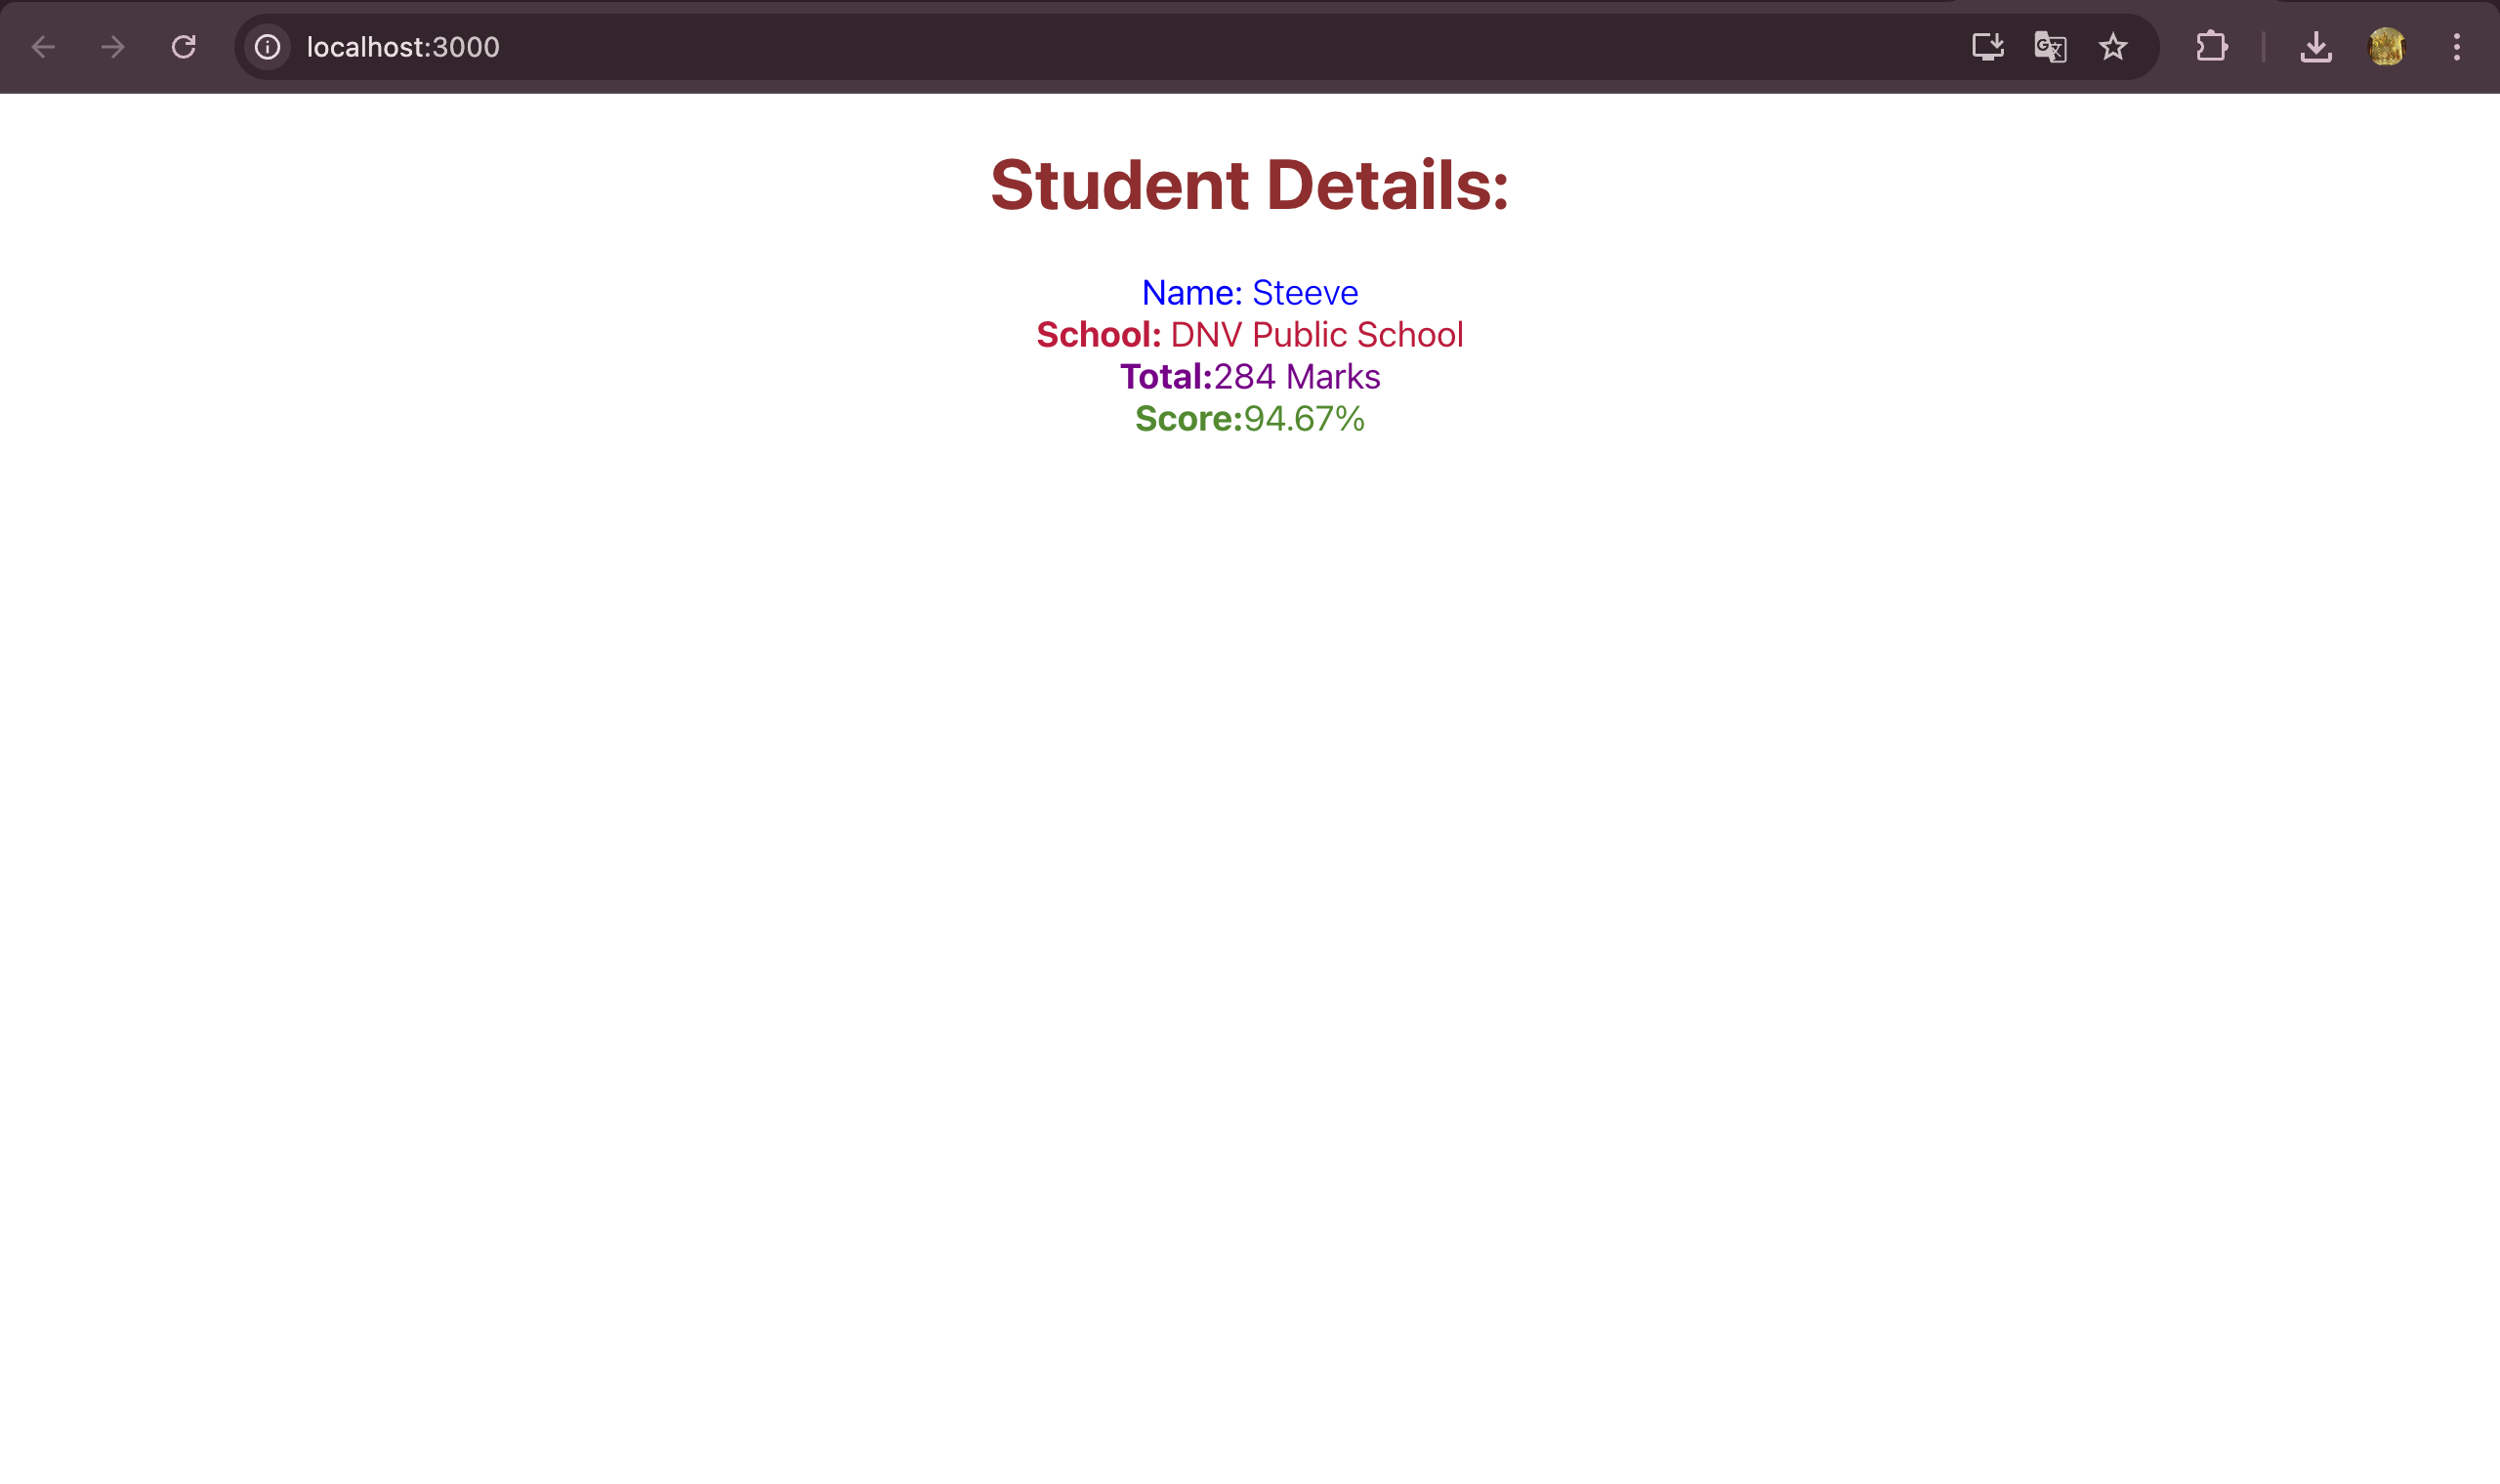 localhost:3000
Student Details:
Name: Steeve
School: DNV Public School
Total:284 Marks
Score:94.67%